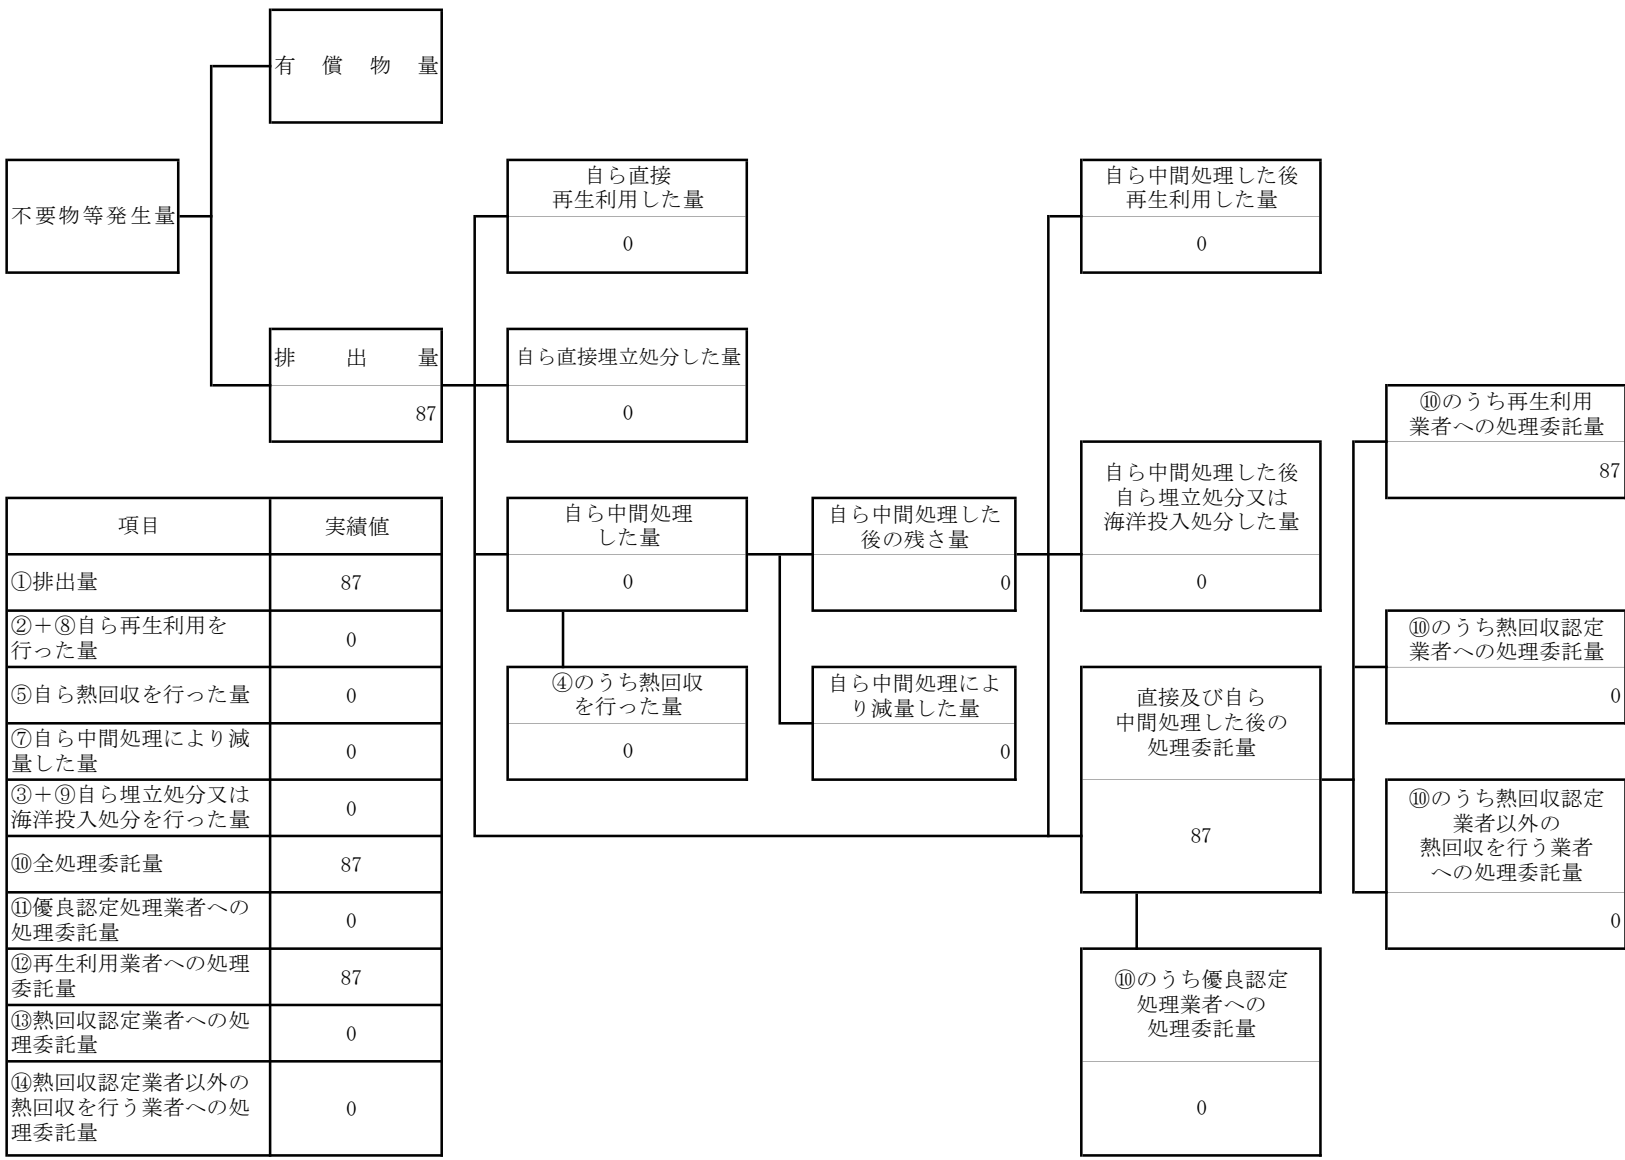 有償物量
不要物等発生量
排出量
87
自ら直接
再生利用した量
0
自ら直接埋立処分した量
0
自ら中間処理
した量
0
④のうち熱回収
を行った量
0
自ら中間処理した
後の残さ量
0
自ら中間処理によ
り減量した量
0
自ら中間処理した後
再生利用した量
0
自ら中間処理した後
自ら埋立処分又は
海洋投入処分した量
0
直接及び自ら
中間処理した後の
処理委託量
87
⑩のうち優良認定
処理業者への
処理委託量
0
⑩のうち再生利用
業者への処理委託量
87
⑩のうち熱回収認定
業者への処理委託量
0
⑩のうち熱回収認定
業者以外の
熱回収を行う業者
への処理委託量
0
項目 実績値
①排出量 87
②＋⑧自ら再生利用を
行った量 0
⑤自ら熱回収を行った量 0
⑦自ら中間処理により減
量した量 0
③＋⑨自ら埋立処分又は
海洋投入処分を行った量 0
⑩全処理委託量 87
⑪優良認定処理業者への
処理委託量 0
⑫再生利用業者への処理
委託量 87
⑬熱回収認定業者への処
理委託量 0
⑭熱回収認定業者以外の
熱回収を行う業者への処
理委託量 0